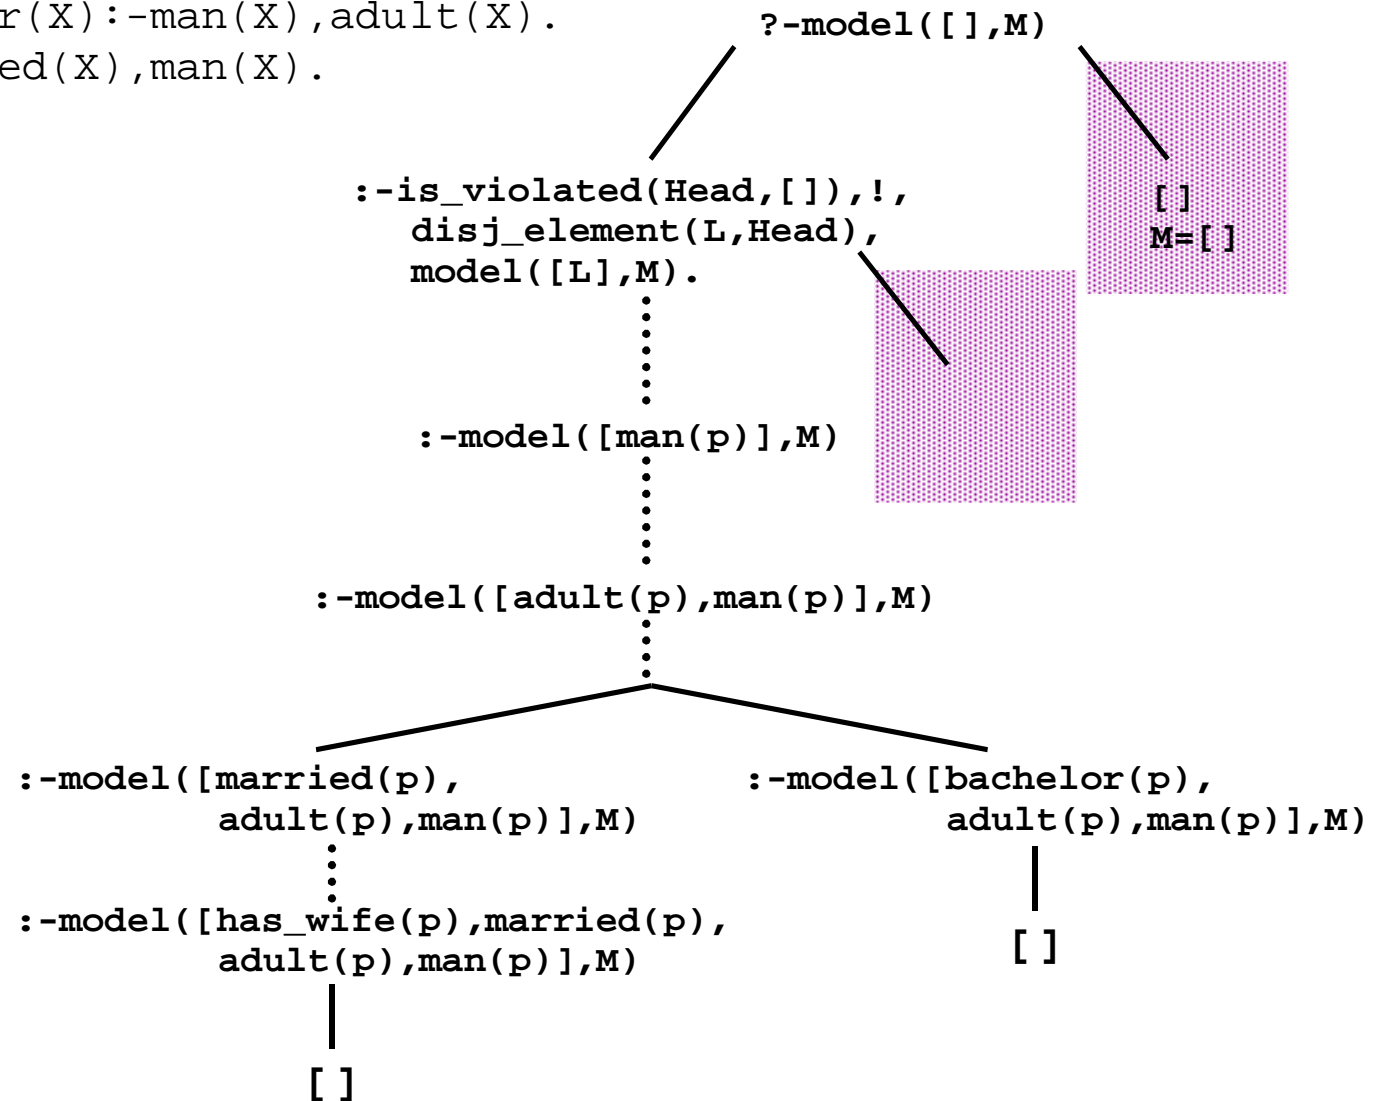 r(X):-man(X),adult(X).
ed(X),man(X).
?-model([],M)
:-is_violated(Head,[]),!,
disj_element(L,Head),
model([L],M).
[]
M=[]
:-model([man(p)],M)
:-model([adult(p),man(p)],M)
:-model([married(p),
adult(p),man(p)],M)
:-model([bachelor(p),
adult(p),man(p)],M)
:-model([has_wife(p),married(p),
adult(p),man(p)],M)
[]
[]